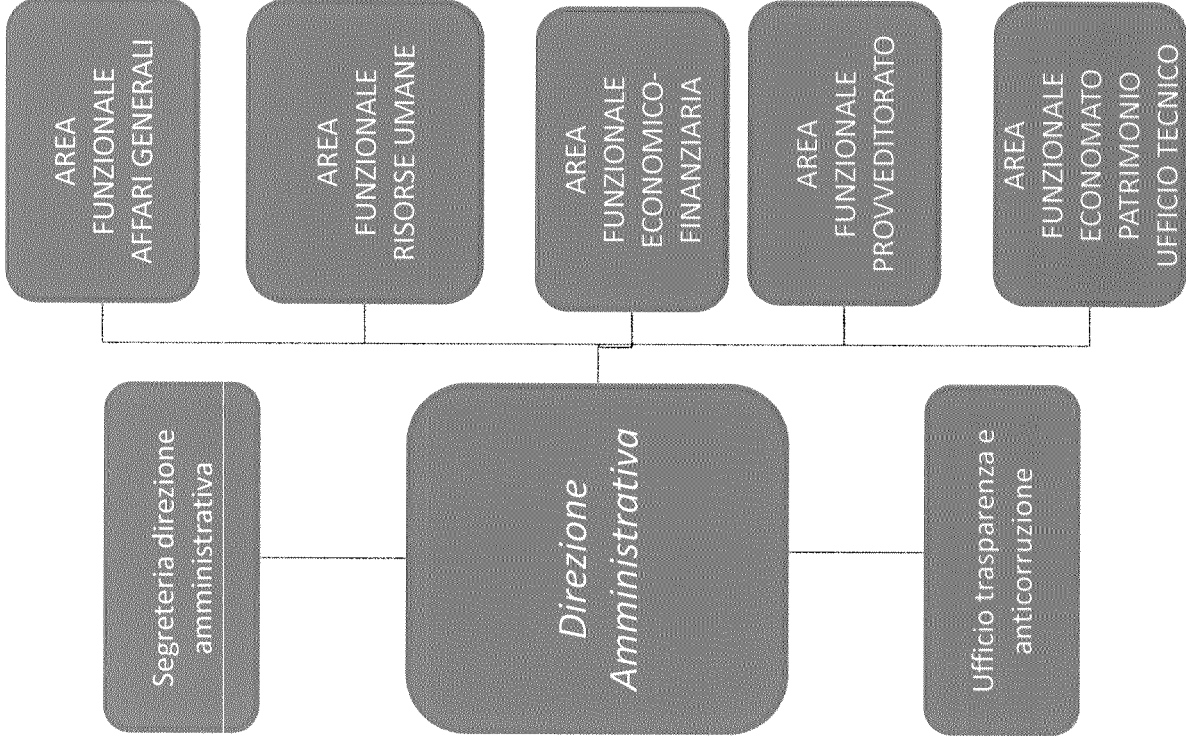 Ufficio trasparenza e
anticorruzione
Direzione
Amministrativa
Segreteria direzione
amministrativa
AREA
FUNZIONALE
ECONOMATO
PATRIMONIO
UFFICIO TECNICO
AREA
FUNZIONALE
PROVVEDITORATO
AREA
FUNZIONALE
ECONOMICO-
FINANZIARIA
AREA
FUNZIONALE
RISORSE UMANE
AREA
FUNZIONALE
AFFARI GENERALI